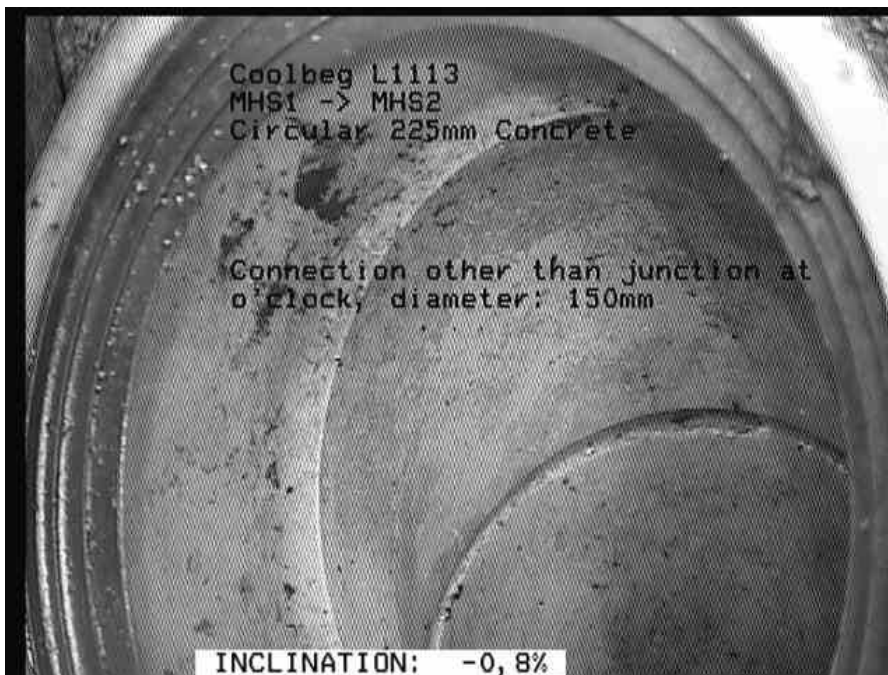 Coolbeg L1113
MHS1 -> MHS2
Circular 225mm Concrete
Connection other than junction at
o'clock, diameter: 150mm
INCLINATION: -0,8%